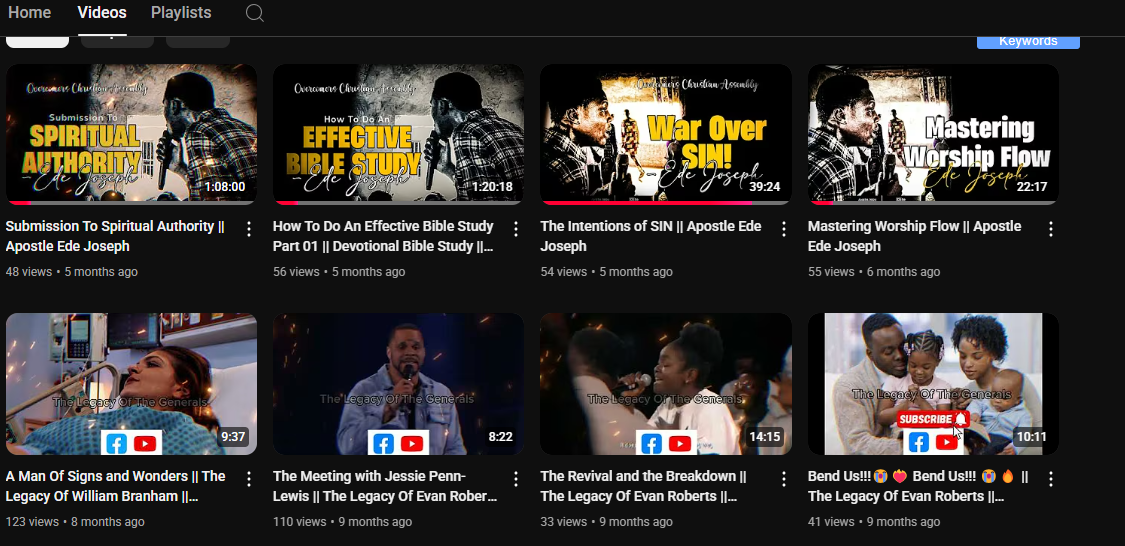 Home Videos Playlists
Keywords
Overcomers Christian Assembly
Submission To
SPIRITUAL
AUTHORITY
Ede Joseph
1:08:00
Overcomers Christian Assembly
How To Do An
EFFECTIVE
BIBLE STUDY
Ede Joseph
1:20:18
Overcomers Christian Assembly
War Over
SIN!
- Ede Joseph
39:24
Mastering
Worship Flow
Ede Joseph
22:17
Submission To Spiritual Authority ||
Apostle Ede Joseph
48 views • 5 months ago
How To Do An Effective Bible Study
Part 01 || Devotional Bible Study ||...
56 views • 5 months ago
The Intentions of SIN || Apostle Ede
Joseph
54 views • 5 months ago
Mastering Worship Flow || Apostle
Ede Joseph
55 views • 6 months ago
The Legacy Of The Generals
9:37
The Legacy Of The Generals
8:22
The Legacy Of The Generals
14:15
The Legacy Of The Generals
SUBSCRIBE
10:11
A Man Of Signs and Wonders || The
Legacy Of William Branham ||...
123 views • 8 months ago
The Meeting with Jessie Penn-
Lewis || The Legacy Of Evan Rober...
110 views • 9 months ago
The Revival and the Breakdown ||
The Legacy Of Evan Roberts ||...
33 views • 9 months ago
Bend Us!!! 😭 ❤️ Bend Us!!! 😭 🔥 ||
The Legacy Of Evan Roberts ||...
41 views • 9 months ago